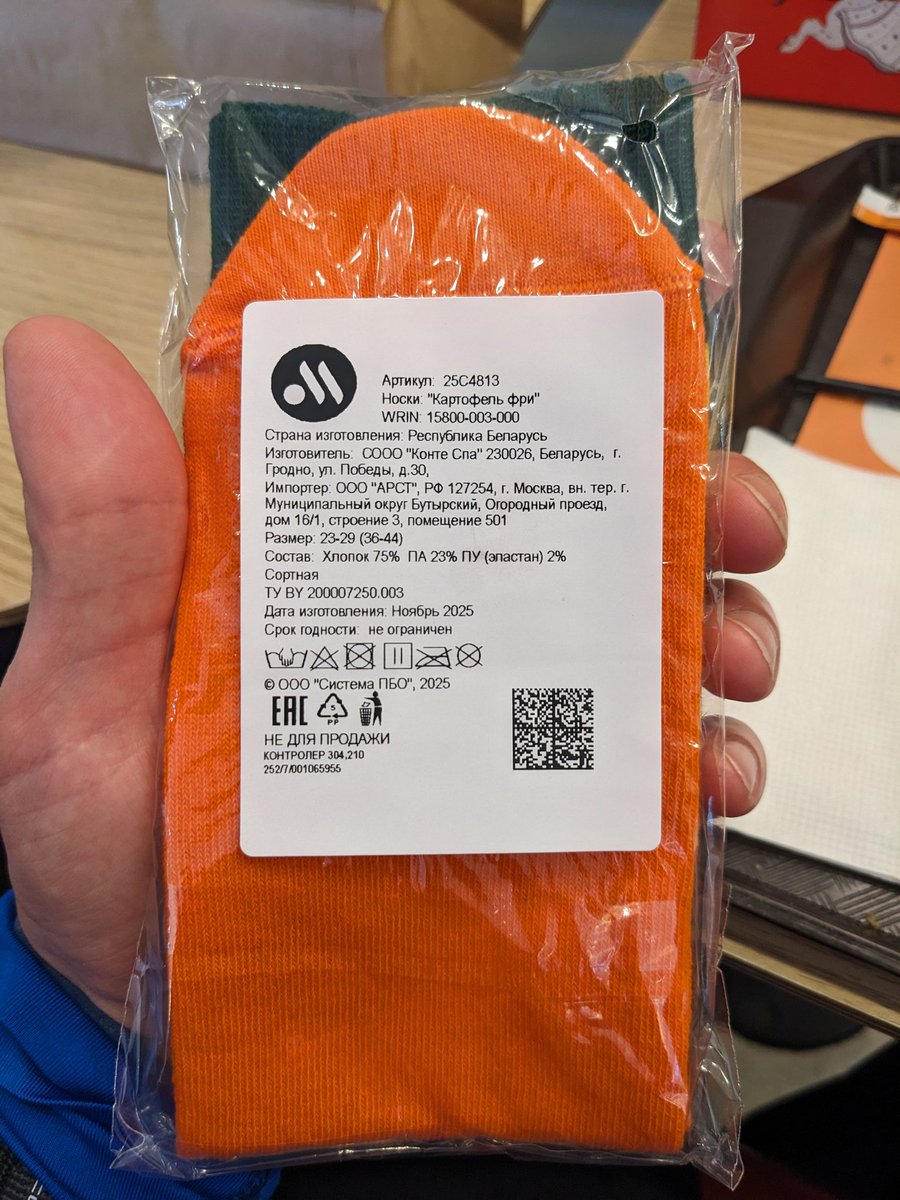 Артикул: 25С4813
Носки: "Картофель фри"
WRIN: 15800-003-000
Страна изготовления: Республика Беларусь
Изготовитель: СООО "Конте Спа" 230026, Беларусь, г.
Гродно, ул. Победы, д.30,
Импортер: ООО "АРСТ", РФ 127254, г. Москва, вн. тер. г.
Муниципальный округ Бутырский, Огородный проезд,
дом 16/1, строение 3, помещение 501
Размер: 23-29 (36-44)
Состав: Хлопок 75% ПА 23% ПУ (эластан) 2%
Сортная
ТУ BY 200007250.003
Дата изготовления: Ноябрь 2025
Срок годности: не ограничен
© ООО "Система ПБО", 2025
EAC 5 PP
НЕ ДЛЯ ПРОДАЖИ
КОНТРОЛЕР 304,210
252/7/001065955